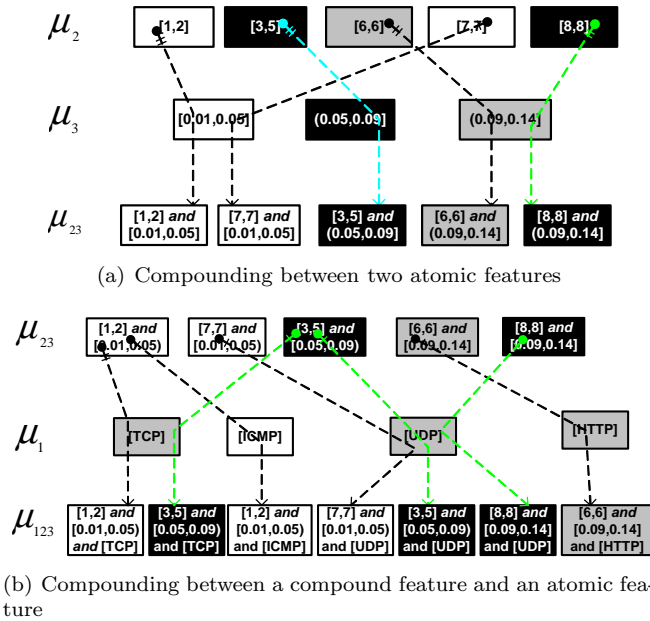 μ2 [1,2] [3,5] [6,6] [7,7] [8,8]
μ3 [0.01,0.05] (0.05,0.09] (0.09,0.14]
μ23 [1,2] and [7,7] and [3,5] and [6,6] and [8,8] and
[0.01,0.05] [0.01,0.05] (0.05,0.09] (0.09,0.14] (0.09,0.14]
(a) Compounding between two atomic features
μ23 [1,2] and [7,7] and [3,5] and [6,6] and [8,8] and
[0.01,0.05) [0.01,0.05) [0.05,0.09) [0.09,0.14] [0.09,0.14]
μ1 [TCP] [ICMP] [UDP] [HTTP]
μ123 [1,2] and [3,5] and [1,2] and [7,7] and [3,5] and [8,8] and [6,6] and
[0.01,0.05) [0.05,0.09) [0.01,0.05) [0.01,0.05) [0.05,0.09) [0.09,0.14] [0.09,0.14]
and [TCP] and [TCP] and [ICMP] and [UDP] and [UDP] and [UDP] and [HTTP]
(b) Compounding between a compound feature and an atomic fea-
ture